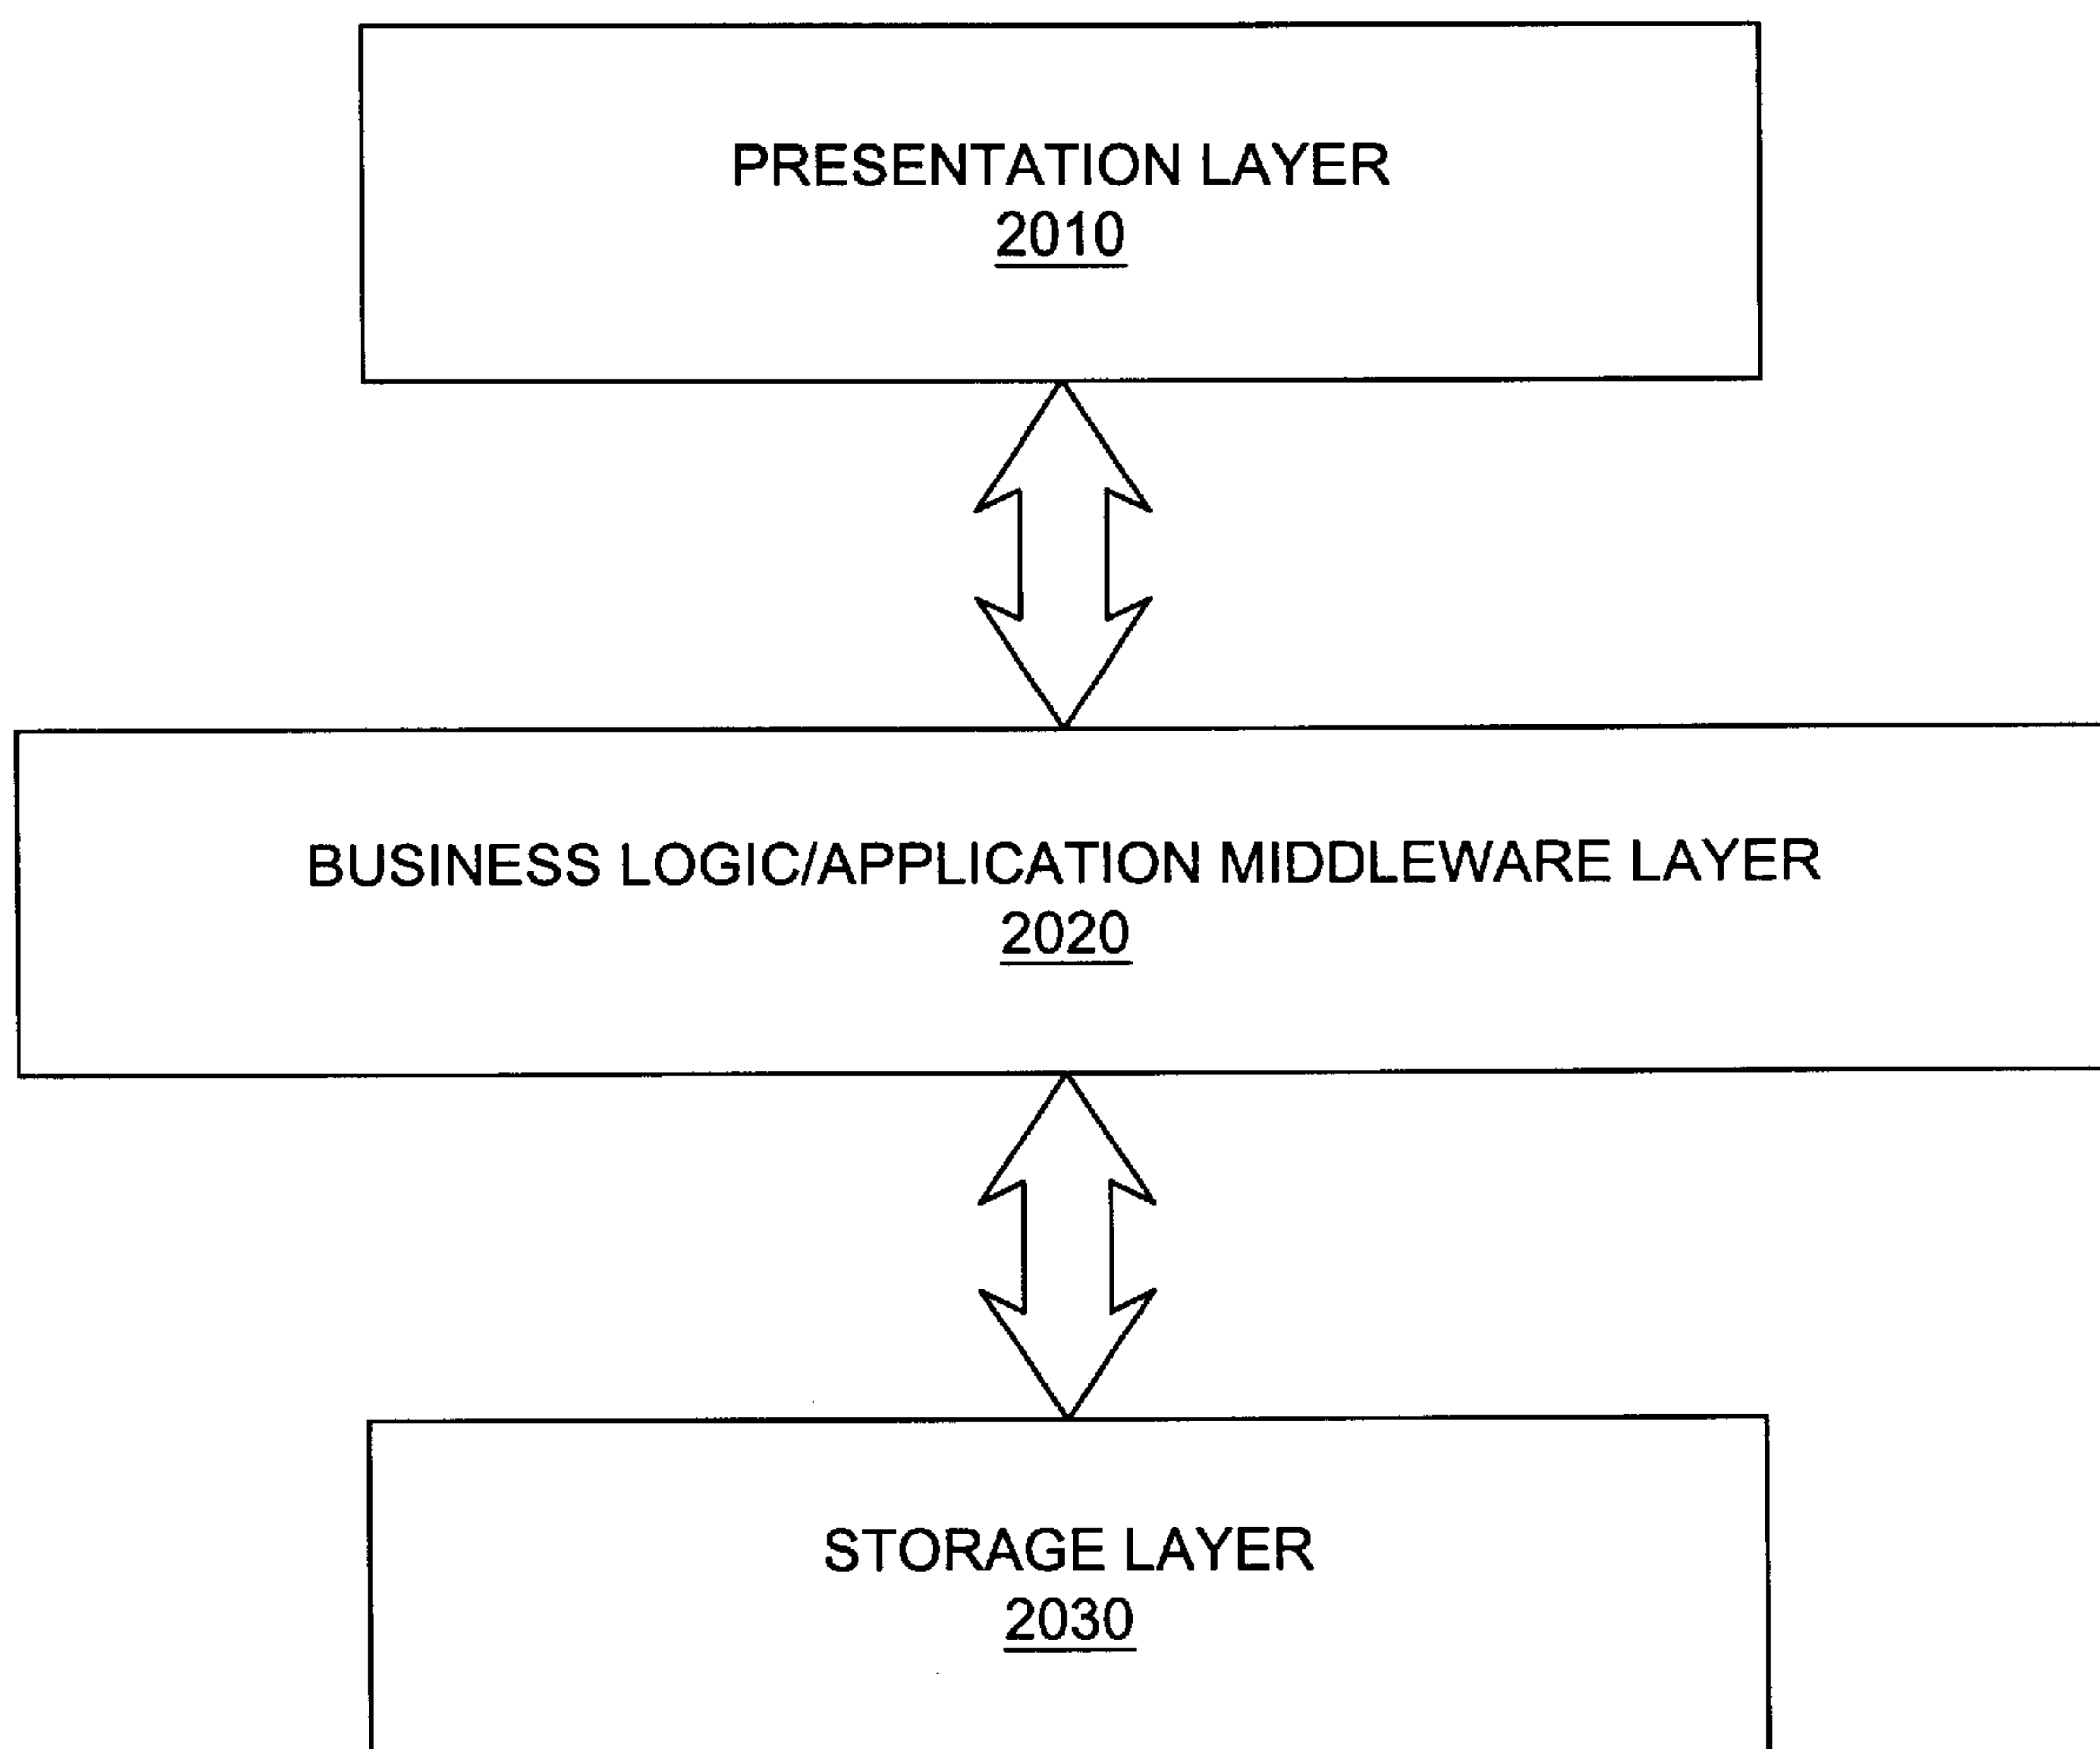 PRESENTATION LAYER
2010
BUSINESS LOGIC/APPLICATION MIDDLEWARE LAYER
2020
STORAGE LAYER
2030